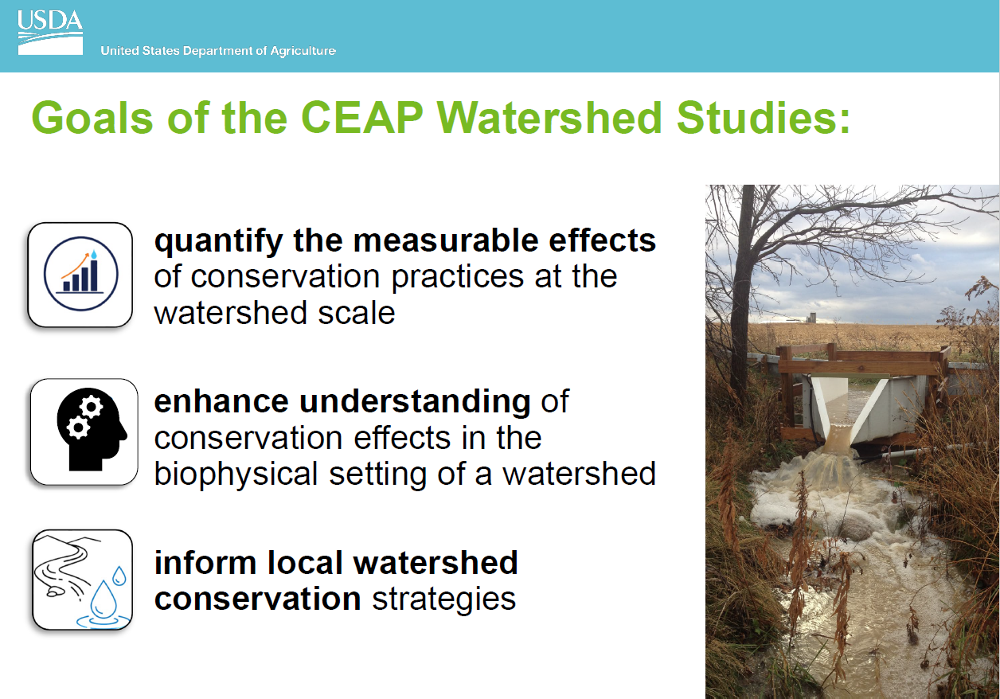 USDA
United States Department of Agriculture
Goals of the CEAP Watershed Studies:
quantify the measurable effects
of conservation practices at the
watershed scale
enhance understanding of
conservation effects in the
biophysical setting of a watershed
inform local watershed
conservation strategies